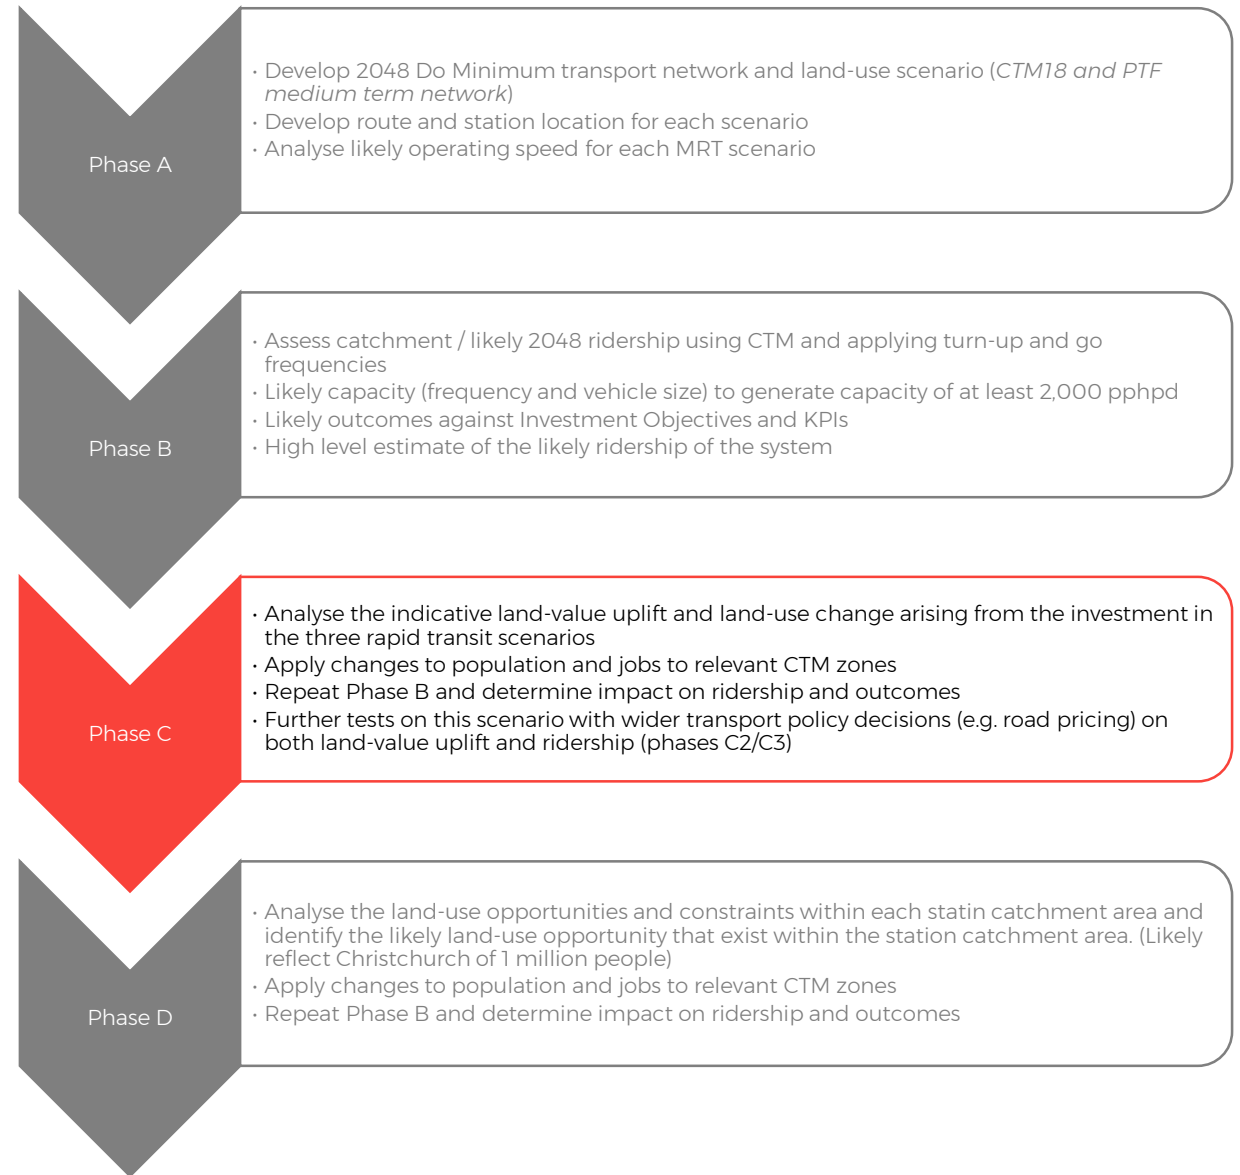 Phase A
· Develop 2048 Do Minimum transport network and land-use scenario (CTM18 and PTF
medium term network)
· Develop route and station location for each scenario
· Analyse likely operating speed for each MRT scenario
Phase B
· Assess catchment / likely 2048 ridership using CTM and applying turn-up and go
frequencies
· Likely capacity (frequency and vehicle size) to generate capacity of at least 2,000 pphpd
· Likely outcomes against Investment Objectives and KPIs
· High level estimate of the likely ridership of the system
Phase C
· Analyse the indicative land-value uplift and land-use change arising from the investment in
the three rapid transit scenarios
· Apply changes to population and jobs to relevant CTM zones
· Repeat Phase B and determine impact on ridership and outcomes
· Further tests on this scenario with wider transport policy decisions (e.g. road pricing) on
both land-value uplift and ridership (phases C2/C3)
Phase D
· Analyse the land-use opportunities and constraints within each statin catchment area and
identify the likely land-use opportunity that exist within the station catchment area. (Likely
reflect Christchurch of 1 million people)
· Apply changes to population and jobs to relevant CTM zones
· Repeat Phase B and determine impact on ridership and outcomes